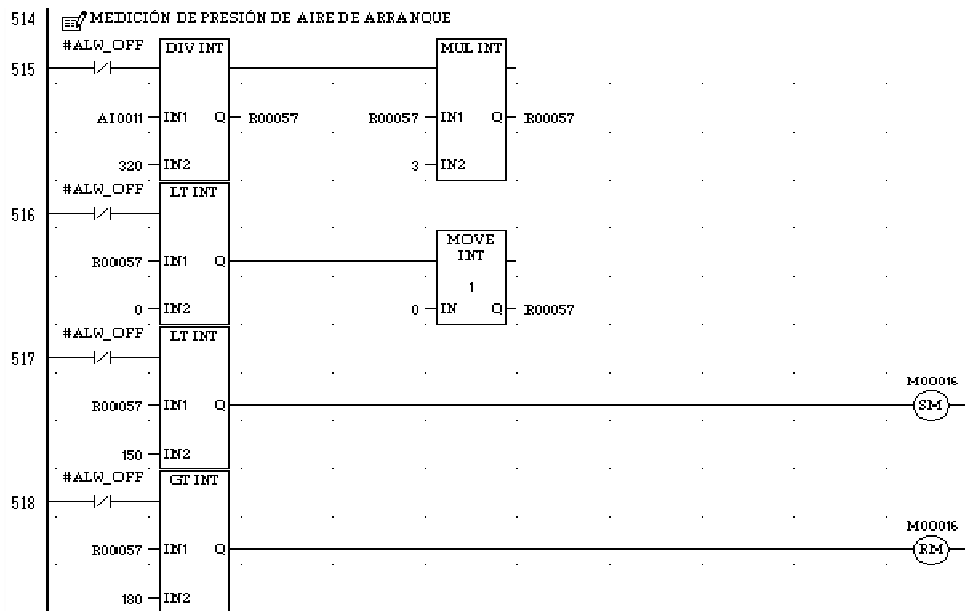 514 MEDICIÓN DE PRESIÓN DE AIRE DE ARRANQUE
#ALW_OFF DIV INT MUL INT
515
AI0011 IN1 Q R00057 R00057 IN1 Q R00057
320 IN2 3 IN2
#ALW_OFF LT INT
516
MOVE
INT
R00057 IN1 Q
1
0 IN2 0 IN Q R00057
#ALW_OFF LT INT
517
M00016
R00057 IN1 Q SM
150 IN2
#ALW_OFF GT INT
518
M00016
R00057 IN1 Q RM
180 IN2